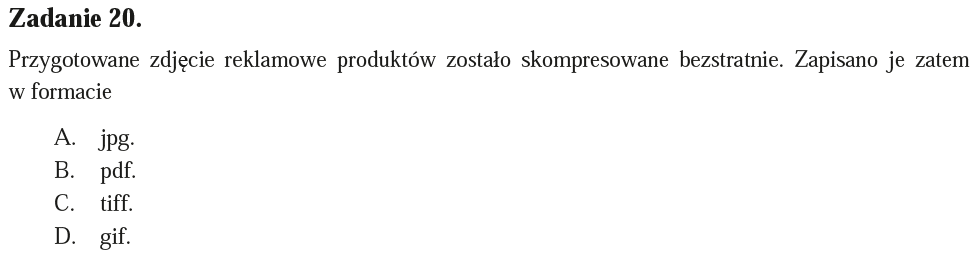 Zadanie 20.
Przygotowane zdjęcie reklamowe produktów zostało skompresowane bezstratnie. Zapisano je zatem
w formacie
A. jpg.
B. pdf.
C. tiff.
D. gif.